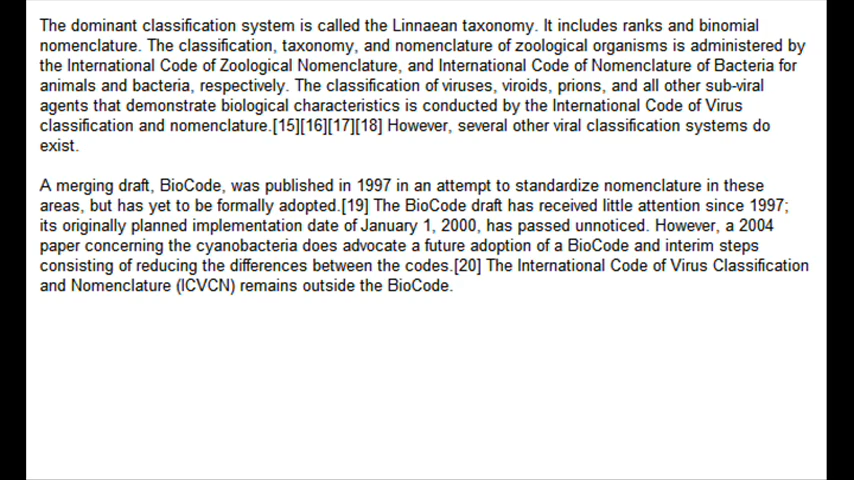 The dominant classification system is called the Linnaean taxonomy. It includes ranks and binomial
nomenclature. The classification, taxonomy, and nomenclature of zoological organisms is administered by
the International Code of Zoological Nomenclature, and International Code of Nomenclature of Bacteria for
animals and bacteria, respectively. The classification of viruses, viroids, prions, and all other sub-viral
agents that demonstrate biological characteristics is conducted by the International Code of Virus
classification and nomenclature.[15][16][17][18] However, several other viral classification systems do
exist.
A merging draft, BioCode, was published in 1997 in an attempt to standardize nomenclature in these
areas, but has yet to be formally adopted.[19] The BioCode draft has received little attention since 1997;
its originally planned implementation date of January 1, 2000, has passed unnoticed. However, a 2004
paper concerning the cyanobacteria does advocate a future adoption of a BioCode and interim steps
consisting of reducing the differences between the codes.[20] The International Code of Virus Classification
and Nomenclature (ICVCN) remains outside the BioCode.